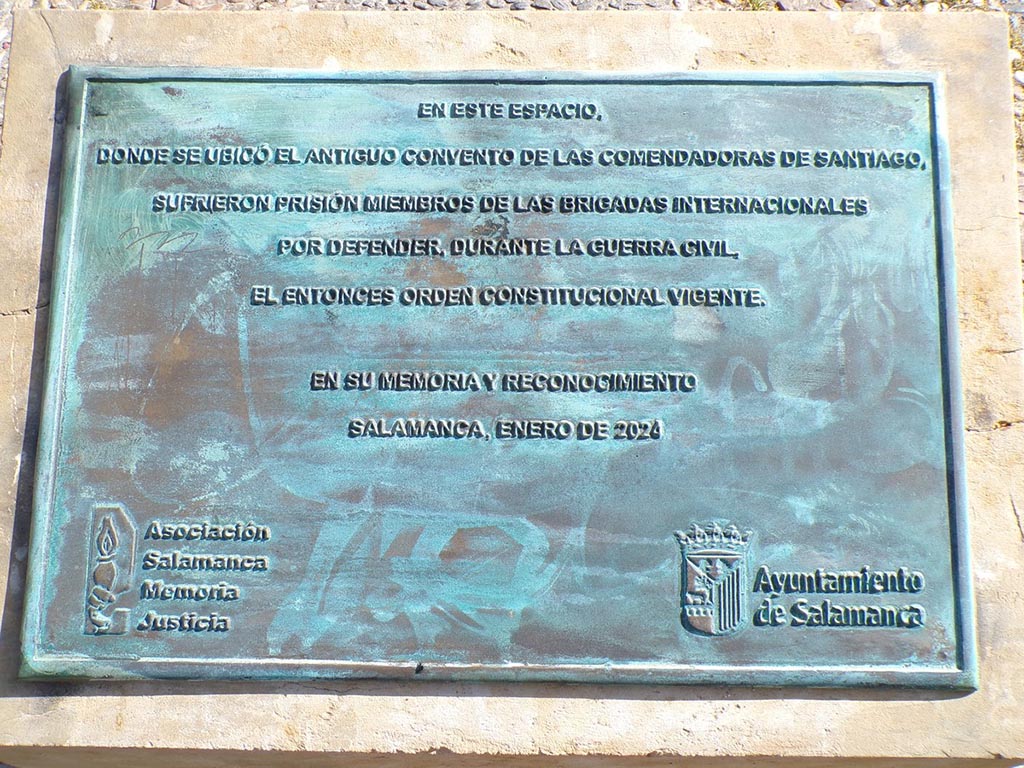 EN ESTE ESPACIO,
DONDE SE UBICÓ EL ANTIGUO CONVENTO DE LAS COMENDADORAS DE SANTIAGO,
SUFRIERON PRISIÓN MIEMBROS DE LAS BRIGADAS INTERNACIONALES
POR DEFENDER, DURANTE LA GUERRA CIVIL,
EL ENTONCES ORDEN CONSTITUCIONAL VIGENTE.
EN SU MEMORIA Y RECONOCIMIENTO
SALAMANCA, ENERO DE 2024
Asociación
Salamanca
Memoria
Justicia
Ayuntamiento
de Salamanca